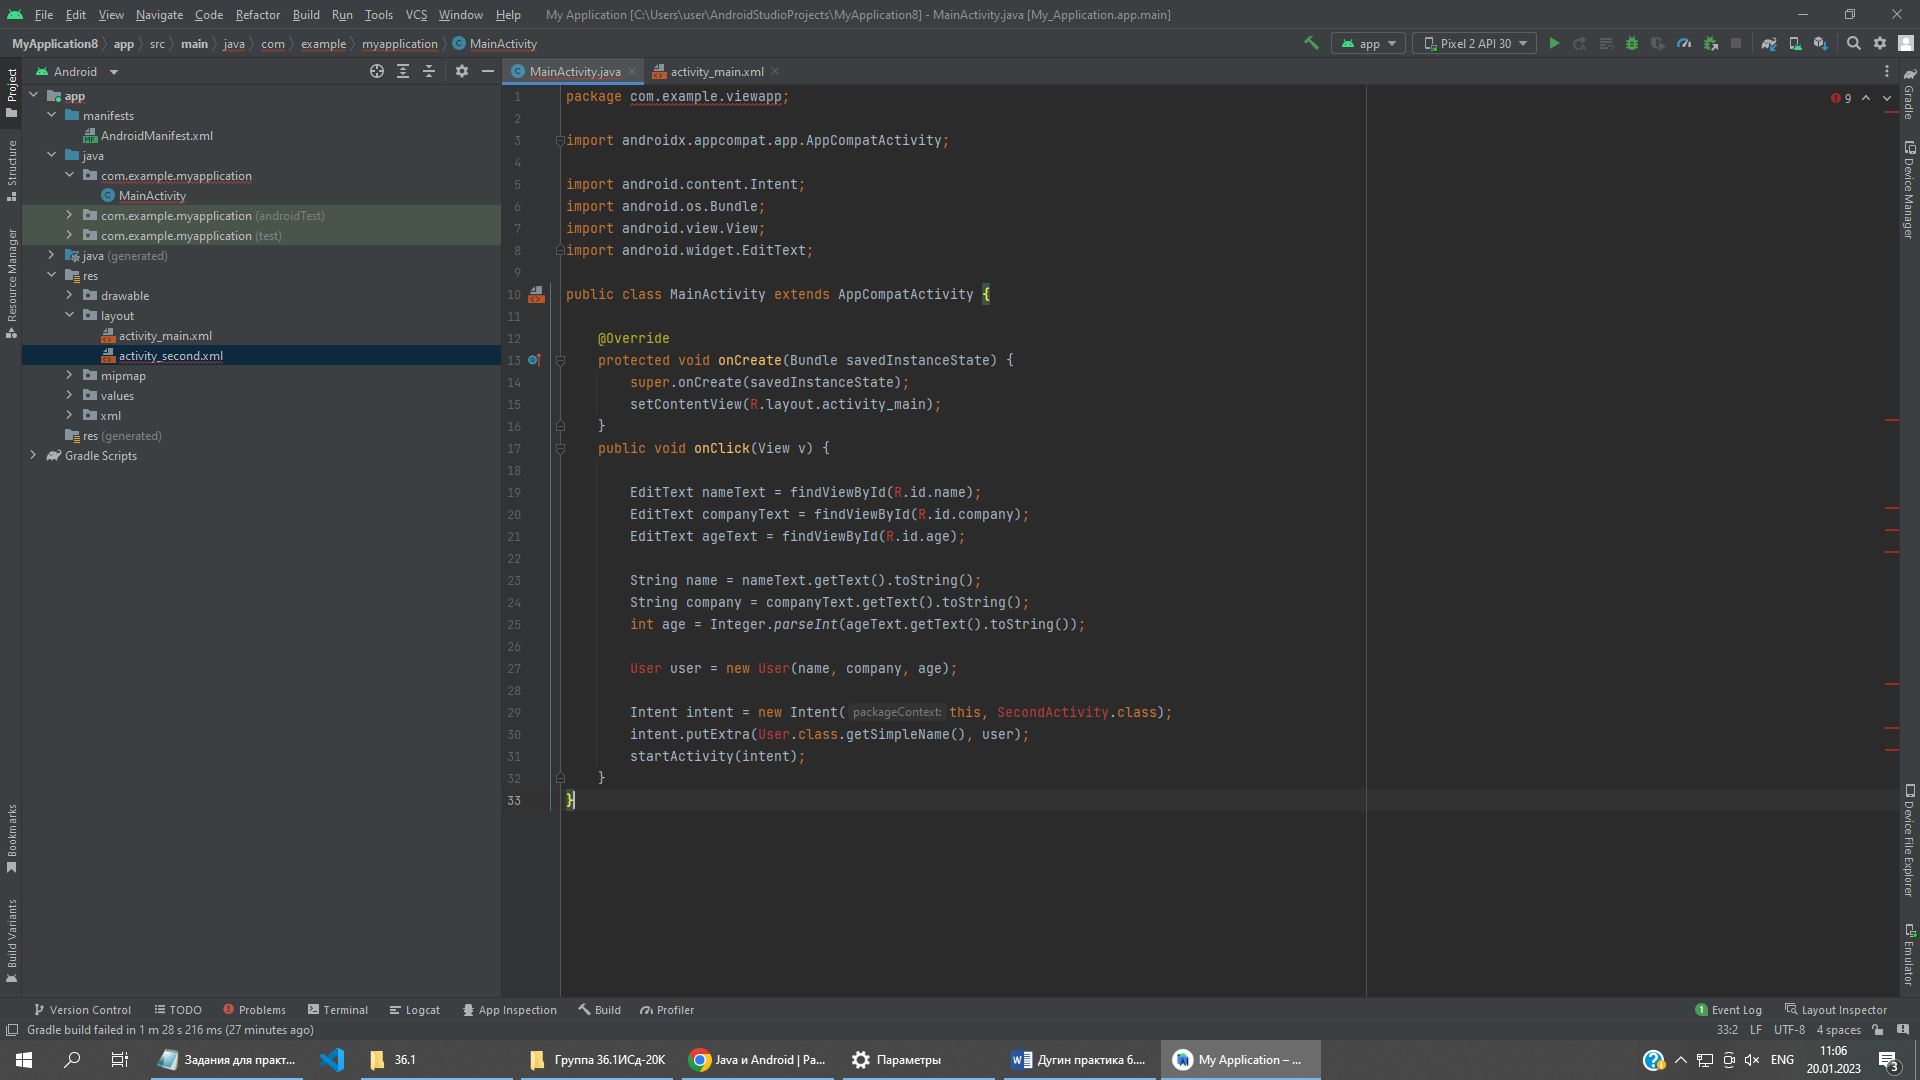 File Edit View Navigate Code Refactor Build Run Tools VCS Window Help My Application [C:\Users\user\AndroidStudioProjects\MyApplication8] - MainActivity.java [My_Application.app.main]
MyApplication8 app src main java com example myapplication MainActivity app Pixel 2 API 30
Project
Android
MainActivity.java activity_main.xml
app
manifests
AndroidManifest.xml
java
com.example.myapplication
MainActivity
com.example.myapplication (androidTest)
com.example.myapplication (test)
java (generated)
res
drawable
layout
activity_main.xml
activity_second.xml
mipmap
values
xml
res (generated)
Gradle Scripts
Structure
Resource Manager
Bookmarks
Build Variants
9
1 package com.example.viewapp;
2
3 import androidx.appcompat.app.AppCompatActivity;
4
5 import android.content.Intent;
6 import android.os.Bundle;
7 import android.view.View;
8 import android.widget.EditText;
9
10 public class MainActivity extends AppCompatActivity {
11
12 @Override
13 protected void onCreate(Bundle savedInstanceState) {
14 super.onCreate(savedInstanceState);
15 setContentView(R.layout.activity_main);
16 }
17 public void onClick(View v) {
18
19 EditText nameText = findViewById(R.id.name);
20 EditText companyText = findViewById(R.id.company);
21 EditText ageText = findViewById(R.id.age);
22
23 String name = nameText.getText().toString();
24 String company = companyText.getText().toString();
25 int age = Integer.parseInt(ageText.getText().toString());
26
27 User user = new User(name, company, age);
28
29 Intent intent = new Intent( packageContext: this, SecondActivity.class);
30 intent.putExtra(User.class.getSimpleName(), user);
31 startActivity(intent);
32 }
33 }
Gradle
Device Manager
Device File Explorer
Emulator
Version Control TODO Problems Terminal Logcat App Inspection Build Profiler 1 Event Log Layout Inspector
Gradle build failed in 1 m 28 s 216 ms (27 minutes ago) 33:2 LF UTF-8 4 spaces
Задания для практ... 36.1 Группа 36.1ИСд-20К Java и Android | Ра... Параметры Дугин практика 6.... My Application – ... ENG 11:06
20.01.2023 3